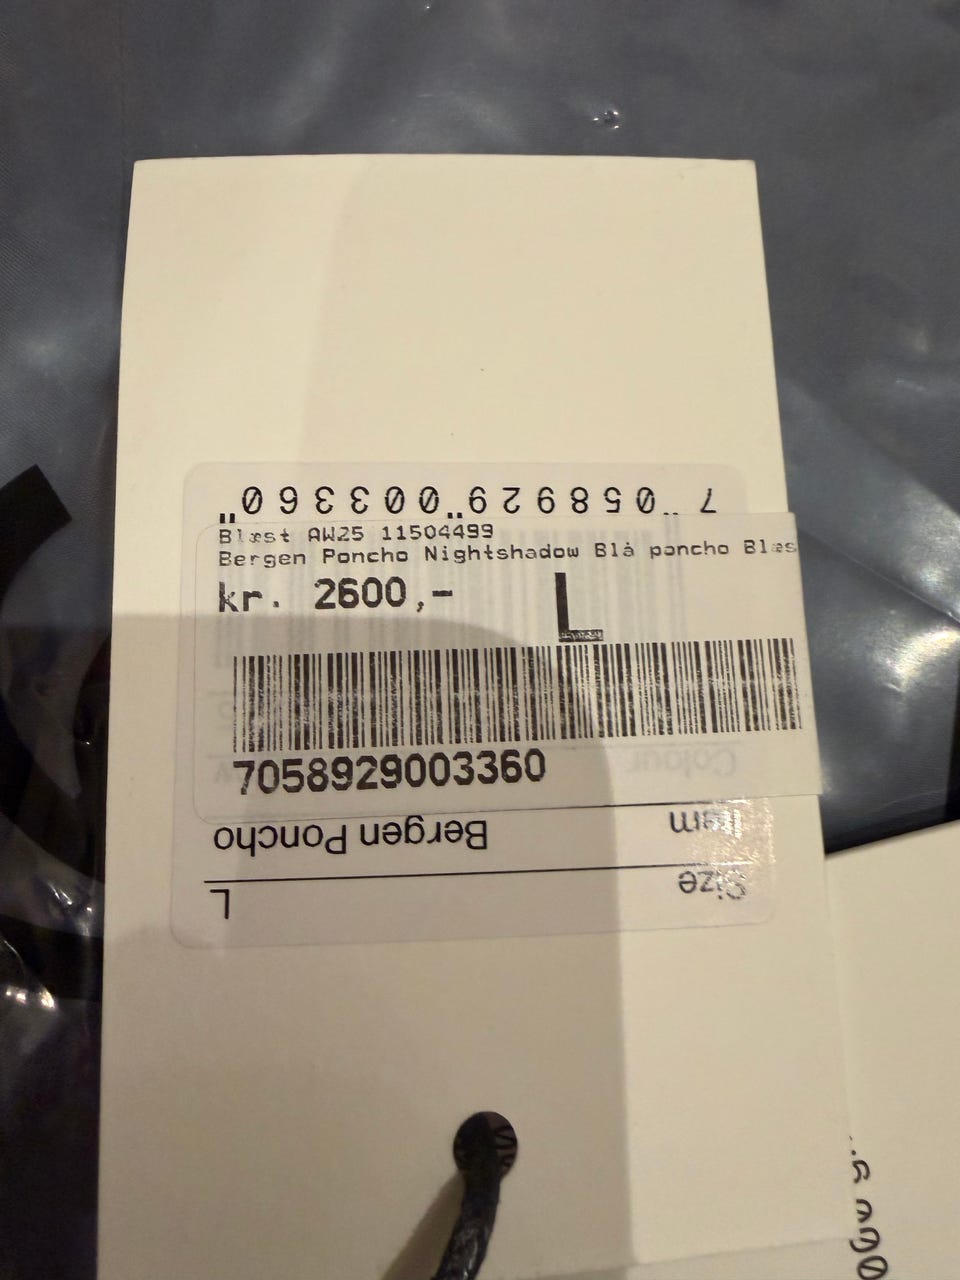 7 058929 003360
Blæst AW25 11504499
Bergen Poncho Nightshadow Blå poncho Blæs
kr. 2600,-
L
7058929003360
Colour
Bergen Poncho
Size
L